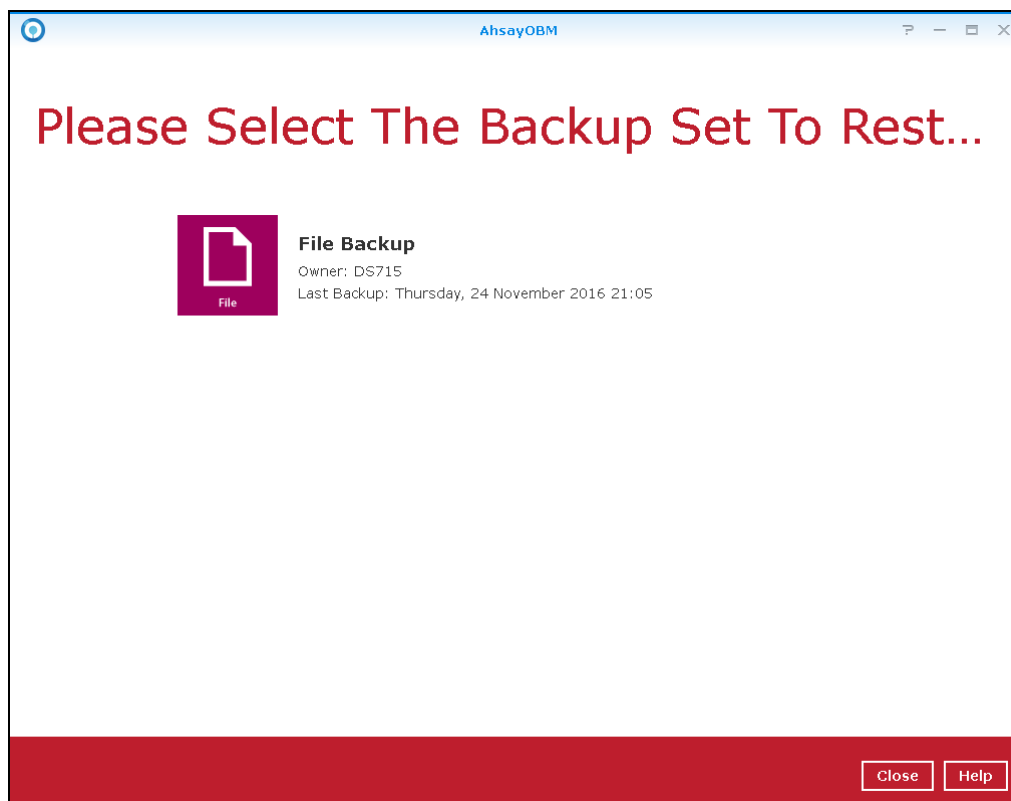 AhsayOBM
Please Select The Backup Set To Rest...
File
File Backup
Owner: DS715
Last Backup: Thursday, 24 November 2016 21:05
Close
Help